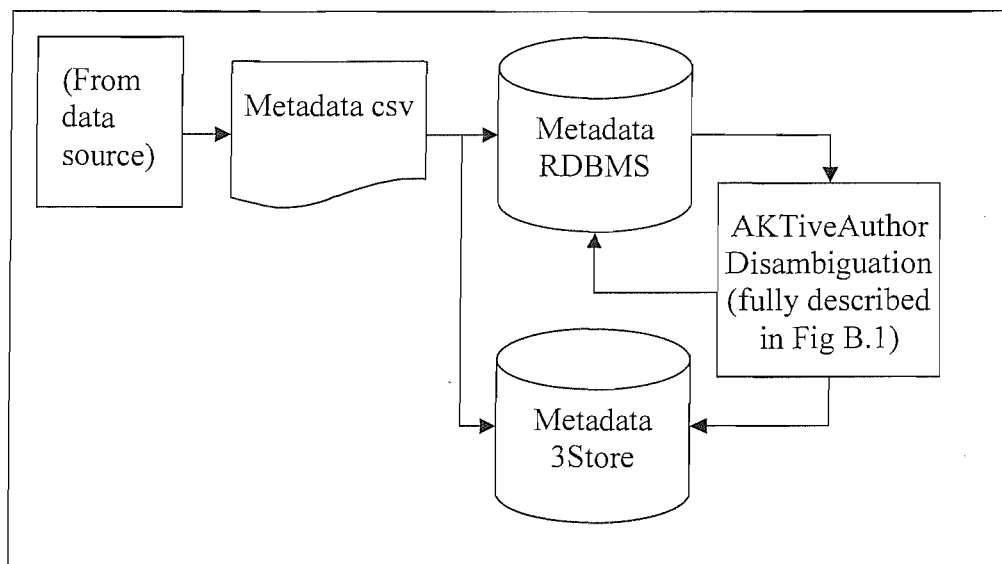 (From
data
source)
Metadata csv
Metadata
RDBMS
AKTiveAuthor
Disambiguation
(fully described
in Fig B.1)
Metadata
3Store